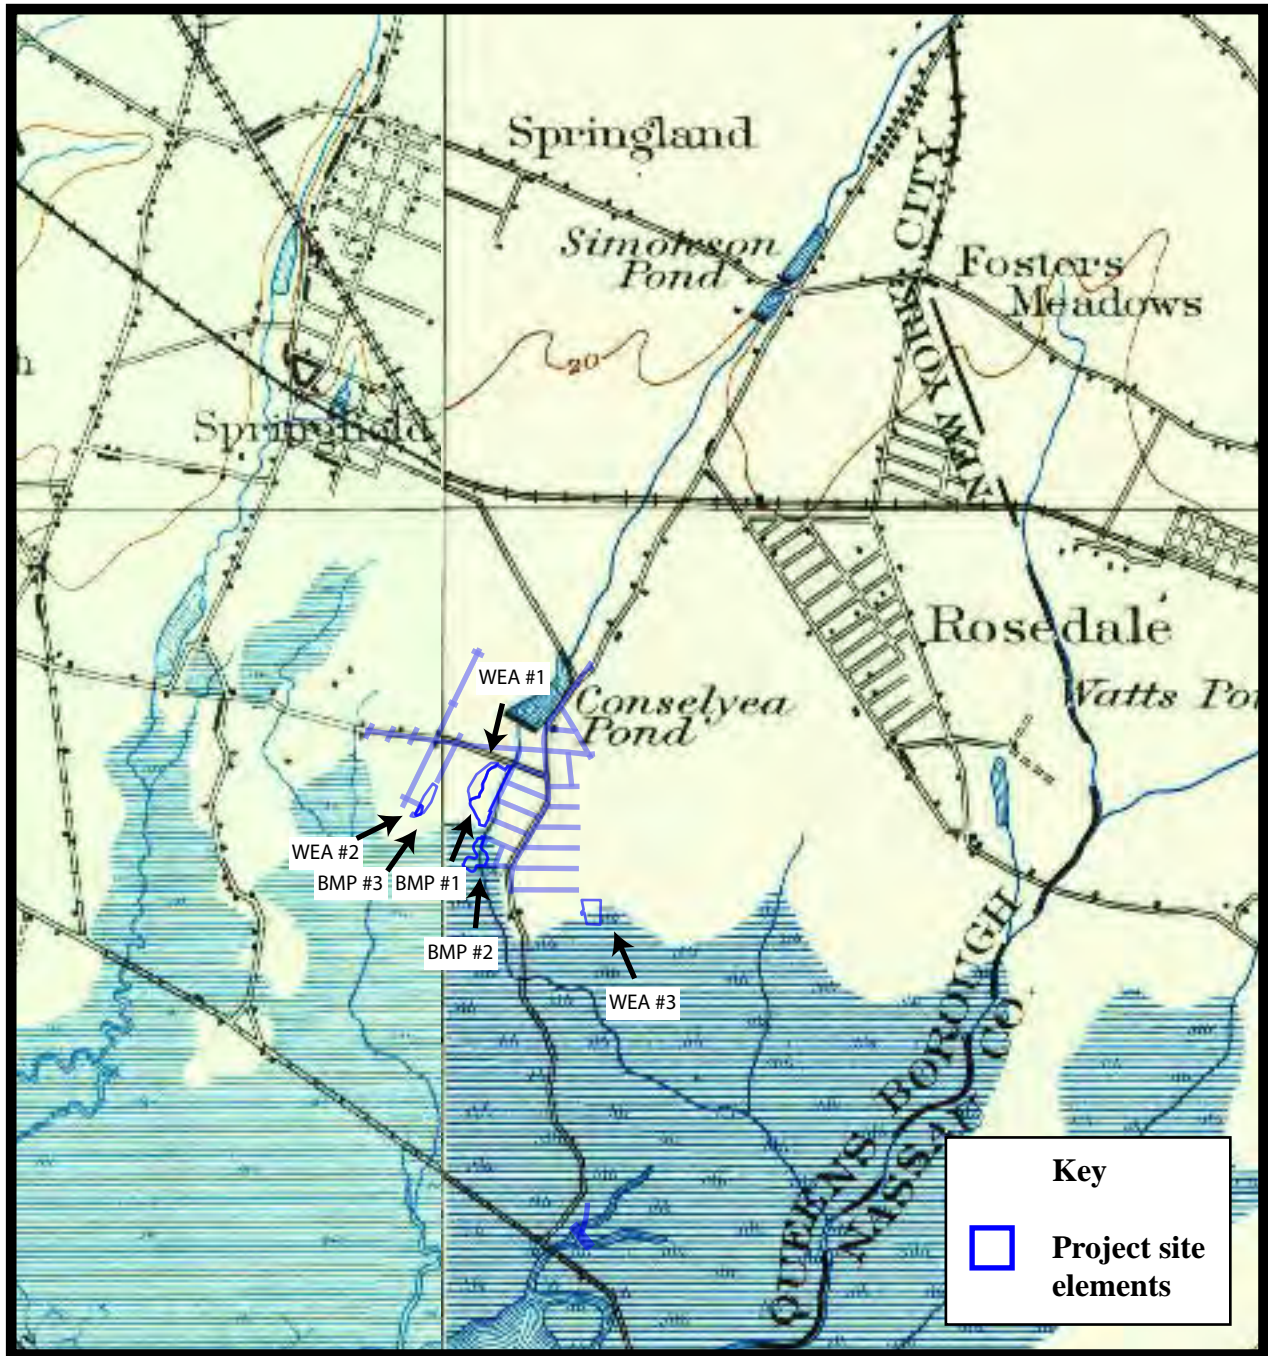 Springland
CITY
Simonson
Pond
Fosters
Meadows
20
NEW YORK
h
Springfield
Rosedale
WEA #1
Conselyea
Pond
Watts Po
WEA #2
BMP #3
BMP #1
BMP #2
WEA #3
QUEENS BOROUGH
NASSAU CO
Key
Project site
elements